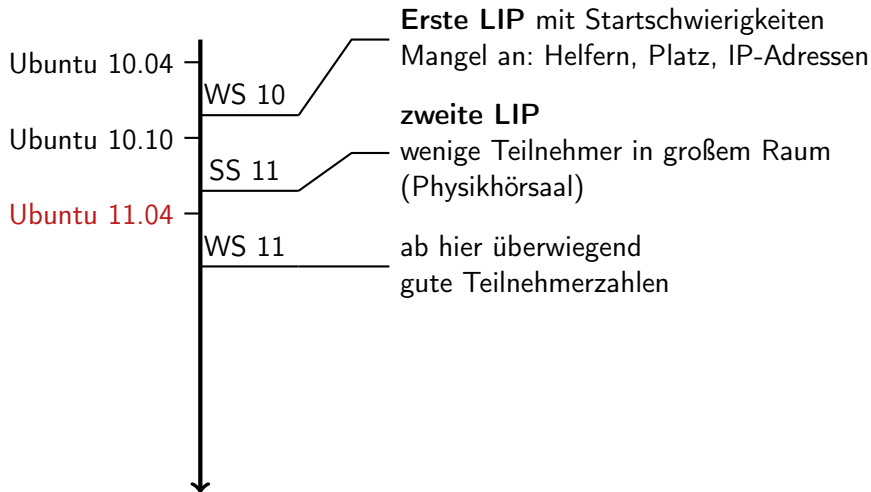 Erste LIP mit Startschwierigkeiten
Ubuntu 10.04
Mangel an: Helfern, Platz, IP-Adressen
WS 10
zweite LIP
Ubuntu 10.10
wenige Teilnehmer in großem Raum
SS 11
(Physikhörsaal)
Ubuntu 11.04
WS 11
ab hier überwiegend
gute Teilnehmerzahlen